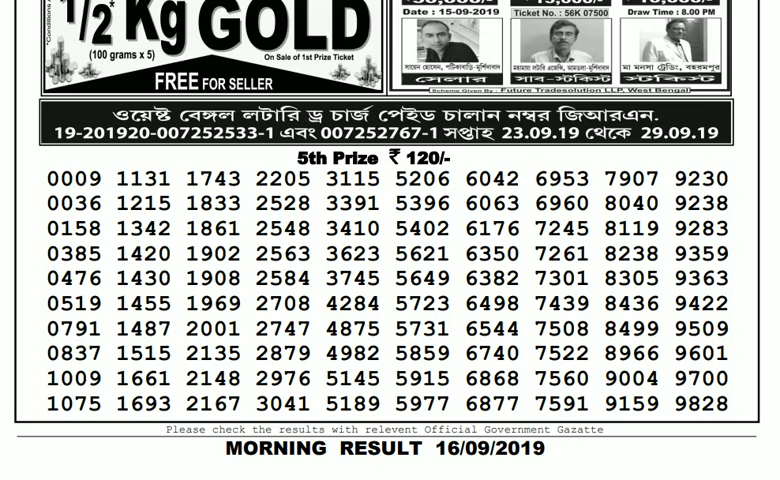 1/2* Kg GOLD
(100 grams x 5)
On Sale of 1st Prize Ticket
FREE FOR SELLER
Date : 15-09-2019
Ticket No. : 56K 07500
Draw Time : 8.00 PM
সায়েন হোসেন, পটিকাবাড়ি-মুর্শিদাবাদ
মহামায়া লটারি এজেন্সি, আমতলা-মুর্শিদাবাদ
মা মনসা ট্রেডিং, বহরমপুর
সেলার
সাব-স্টকিস্ট
স্টকিস্ট
Scheme Given By : Future Tradesolution LLP, West Bengal
ওয়েষ্ট বেঙ্গল লটারি ড্র চার্জ পেইড চালান নম্বর জিআরএন.
19-201920-007252533-1 এবং 007252767-1 সপ্তাহ 23.09.19 থেকে 29.09.19
5th Prize ₹ 120/-
0009 1131 1743 2205 3115 5206 6042 6953 7907 9230
0036 1215 1833 2528 3391 5396 6063 6960 8040 9238
0158 1342 1861 2548 3410 5402 6176 7245 8119 9283
0385 1420 1902 2563 3623 5621 6350 7261 8238 9359
0476 1430 1908 2584 3745 5649 6382 7301 8305 9363
0519 1455 1969 2708 4284 5723 6498 7439 8436 9422
0791 1487 2001 2747 4875 5731 6544 7508 8499 9509
0837 1515 2135 2879 4982 5859 6740 7522 8966 9601
1009 1661 2148 2976 5145 5915 6868 7560 9004 9700
1075 1693 2167 3041 5189 5977 6877 7591 9159 9828
Please check the results with relevent Official Government Gazatte
MORNING RESULT 16/09/2019